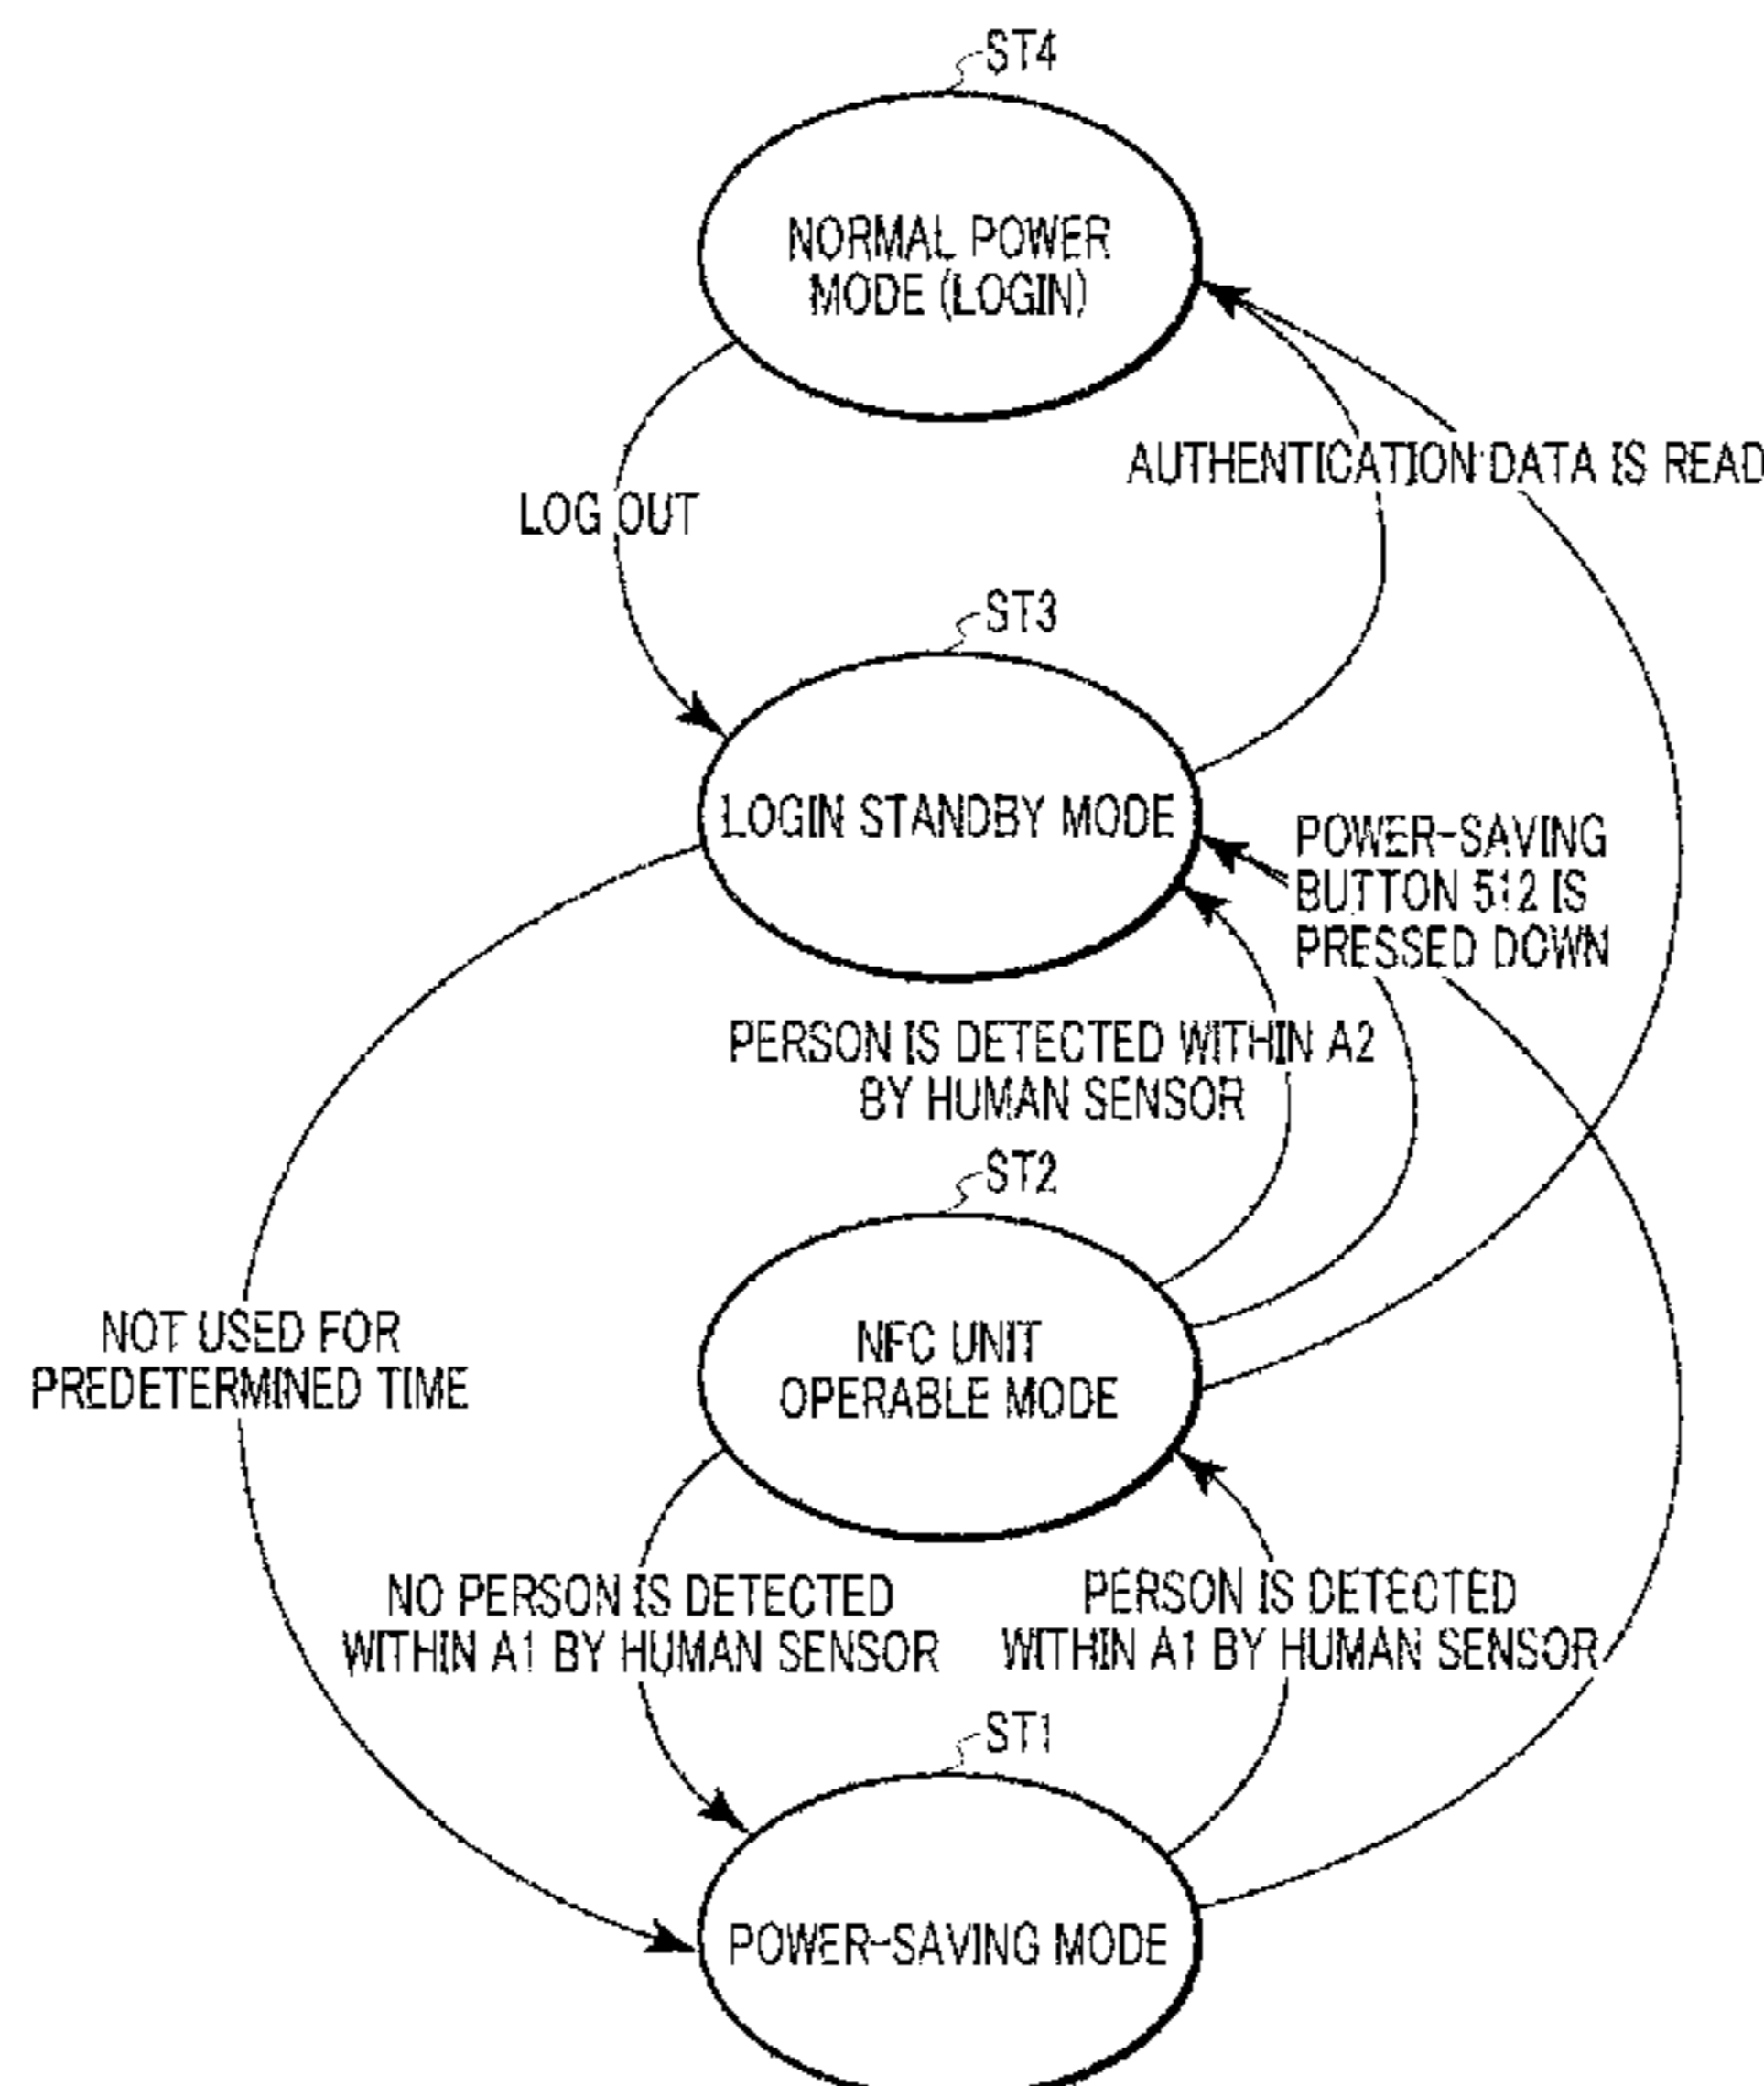 ST4
NORMAL POWER
MODE (LOGIN)
AUTHENTICATION DATA IS READ
LOG OUT
ST3
LOGIN STANDBY MODE
POWER-SAVING
BUTTON 512 IS
PRESSED DOWN
PERSON IS DETECTED WITHIN A2
BY HUMAN SENSOR
ST2
NFC UNIT
OPERABLE MODE
NOT USED FOR
PREDETERMINED TIME
NO PERSON IS DETECTED
WITHIN A1 BY HUMAN SENSOR
PERSON IS DETECTED
WITHIN A1 BY HUMAN SENSOR
ST1
POWER-SAVING MODE